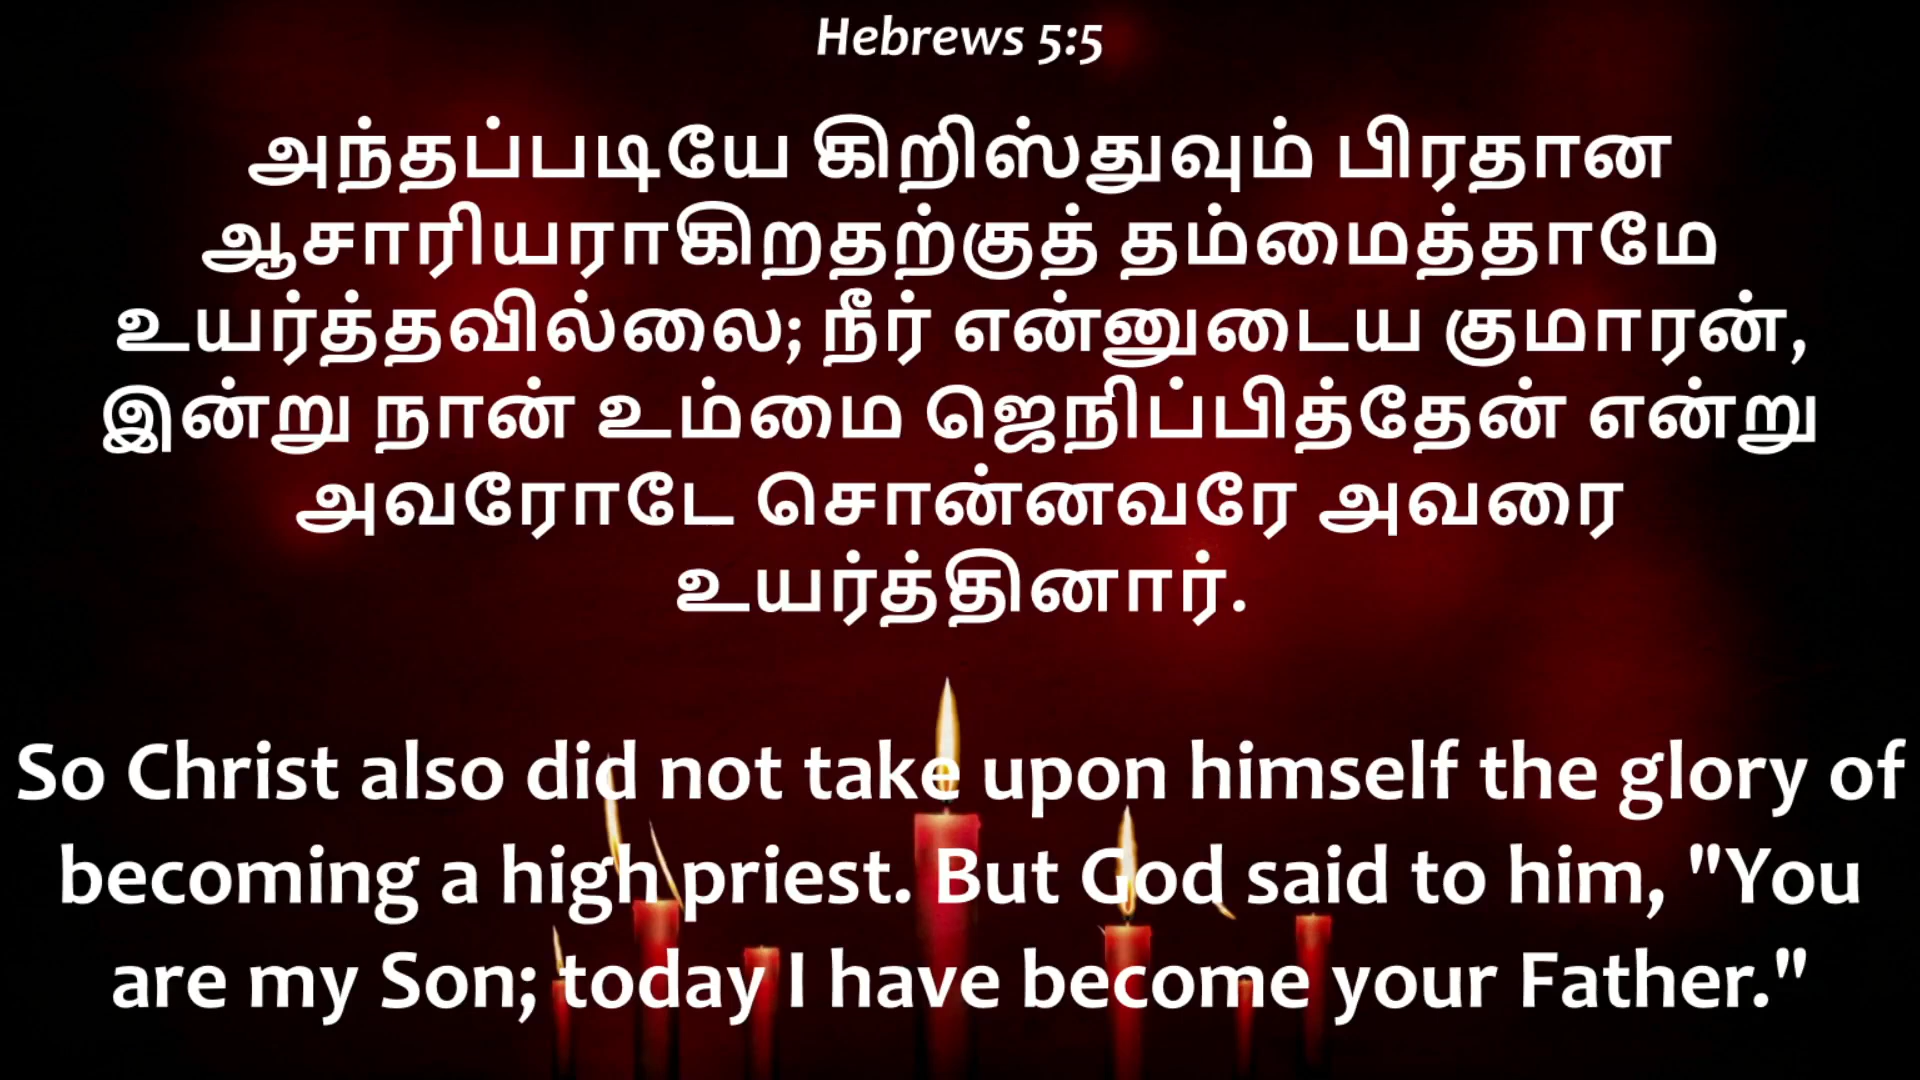 Hebrews 5:5
அந்தப்படியே கிறிஸ்துவும் பிரதான
ஆசாரியராகிறதற்குத் தம்மைத்தாமே
உயர்த்தவில்லை; நீர் என்னுடைய குமாரன்,
இன்று நான் உம்மை ஜெநிப்பித்தேன் என்று
அவரோடே சொன்னவரே அவரை
உயர்த்தினார்.
So Christ also did not take upon himself the glory of
becoming a high priest. But God said to him, "You
are my Son; today I have become your Father."